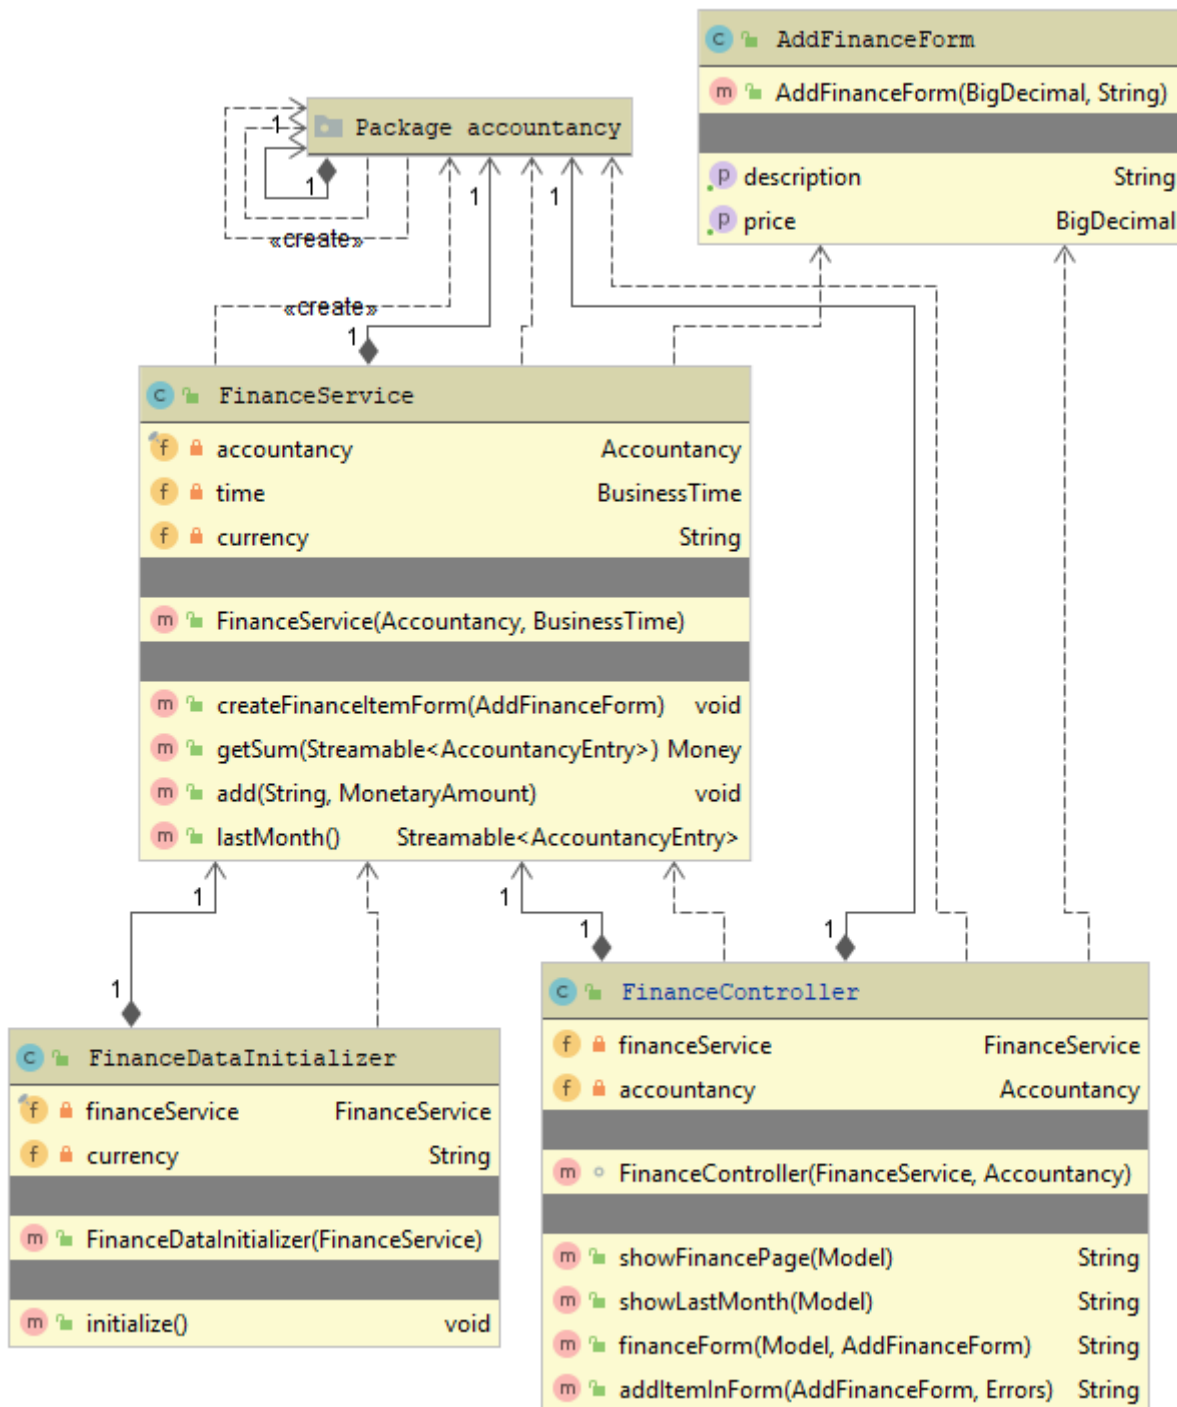 AddFinanceForm
AddFinanceForm(BigDecimal, String)
description String
price BigDecimal
Package accountancy
1
1
«create»
1
1
«create»
1
FinanceService
accountancy Accountancy
time BusinessTime
currency String
FinanceService(Accountancy, BusinessTime)
createFinanceItemForm(AddFinanceForm) void
getSum(Streamable<AccountancyEntry>) Money
add(String, MonetaryAmount) void
lastMonth() Streamable<AccountancyEntry>
1
1
1
1
1
FinanceDataInitializer
financeService FinanceService
currency String
FinanceDataInitializer(FinanceService)
initialize() void
FinanceController
financeService FinanceService
accountancy Accountancy
FinanceController(FinanceService, Accountancy)
showFinancePage(Model) String
showLastMonth(Model) String
financeForm(Model, AddFinanceForm) String
addItemInForm(AddFinanceForm, Errors) String